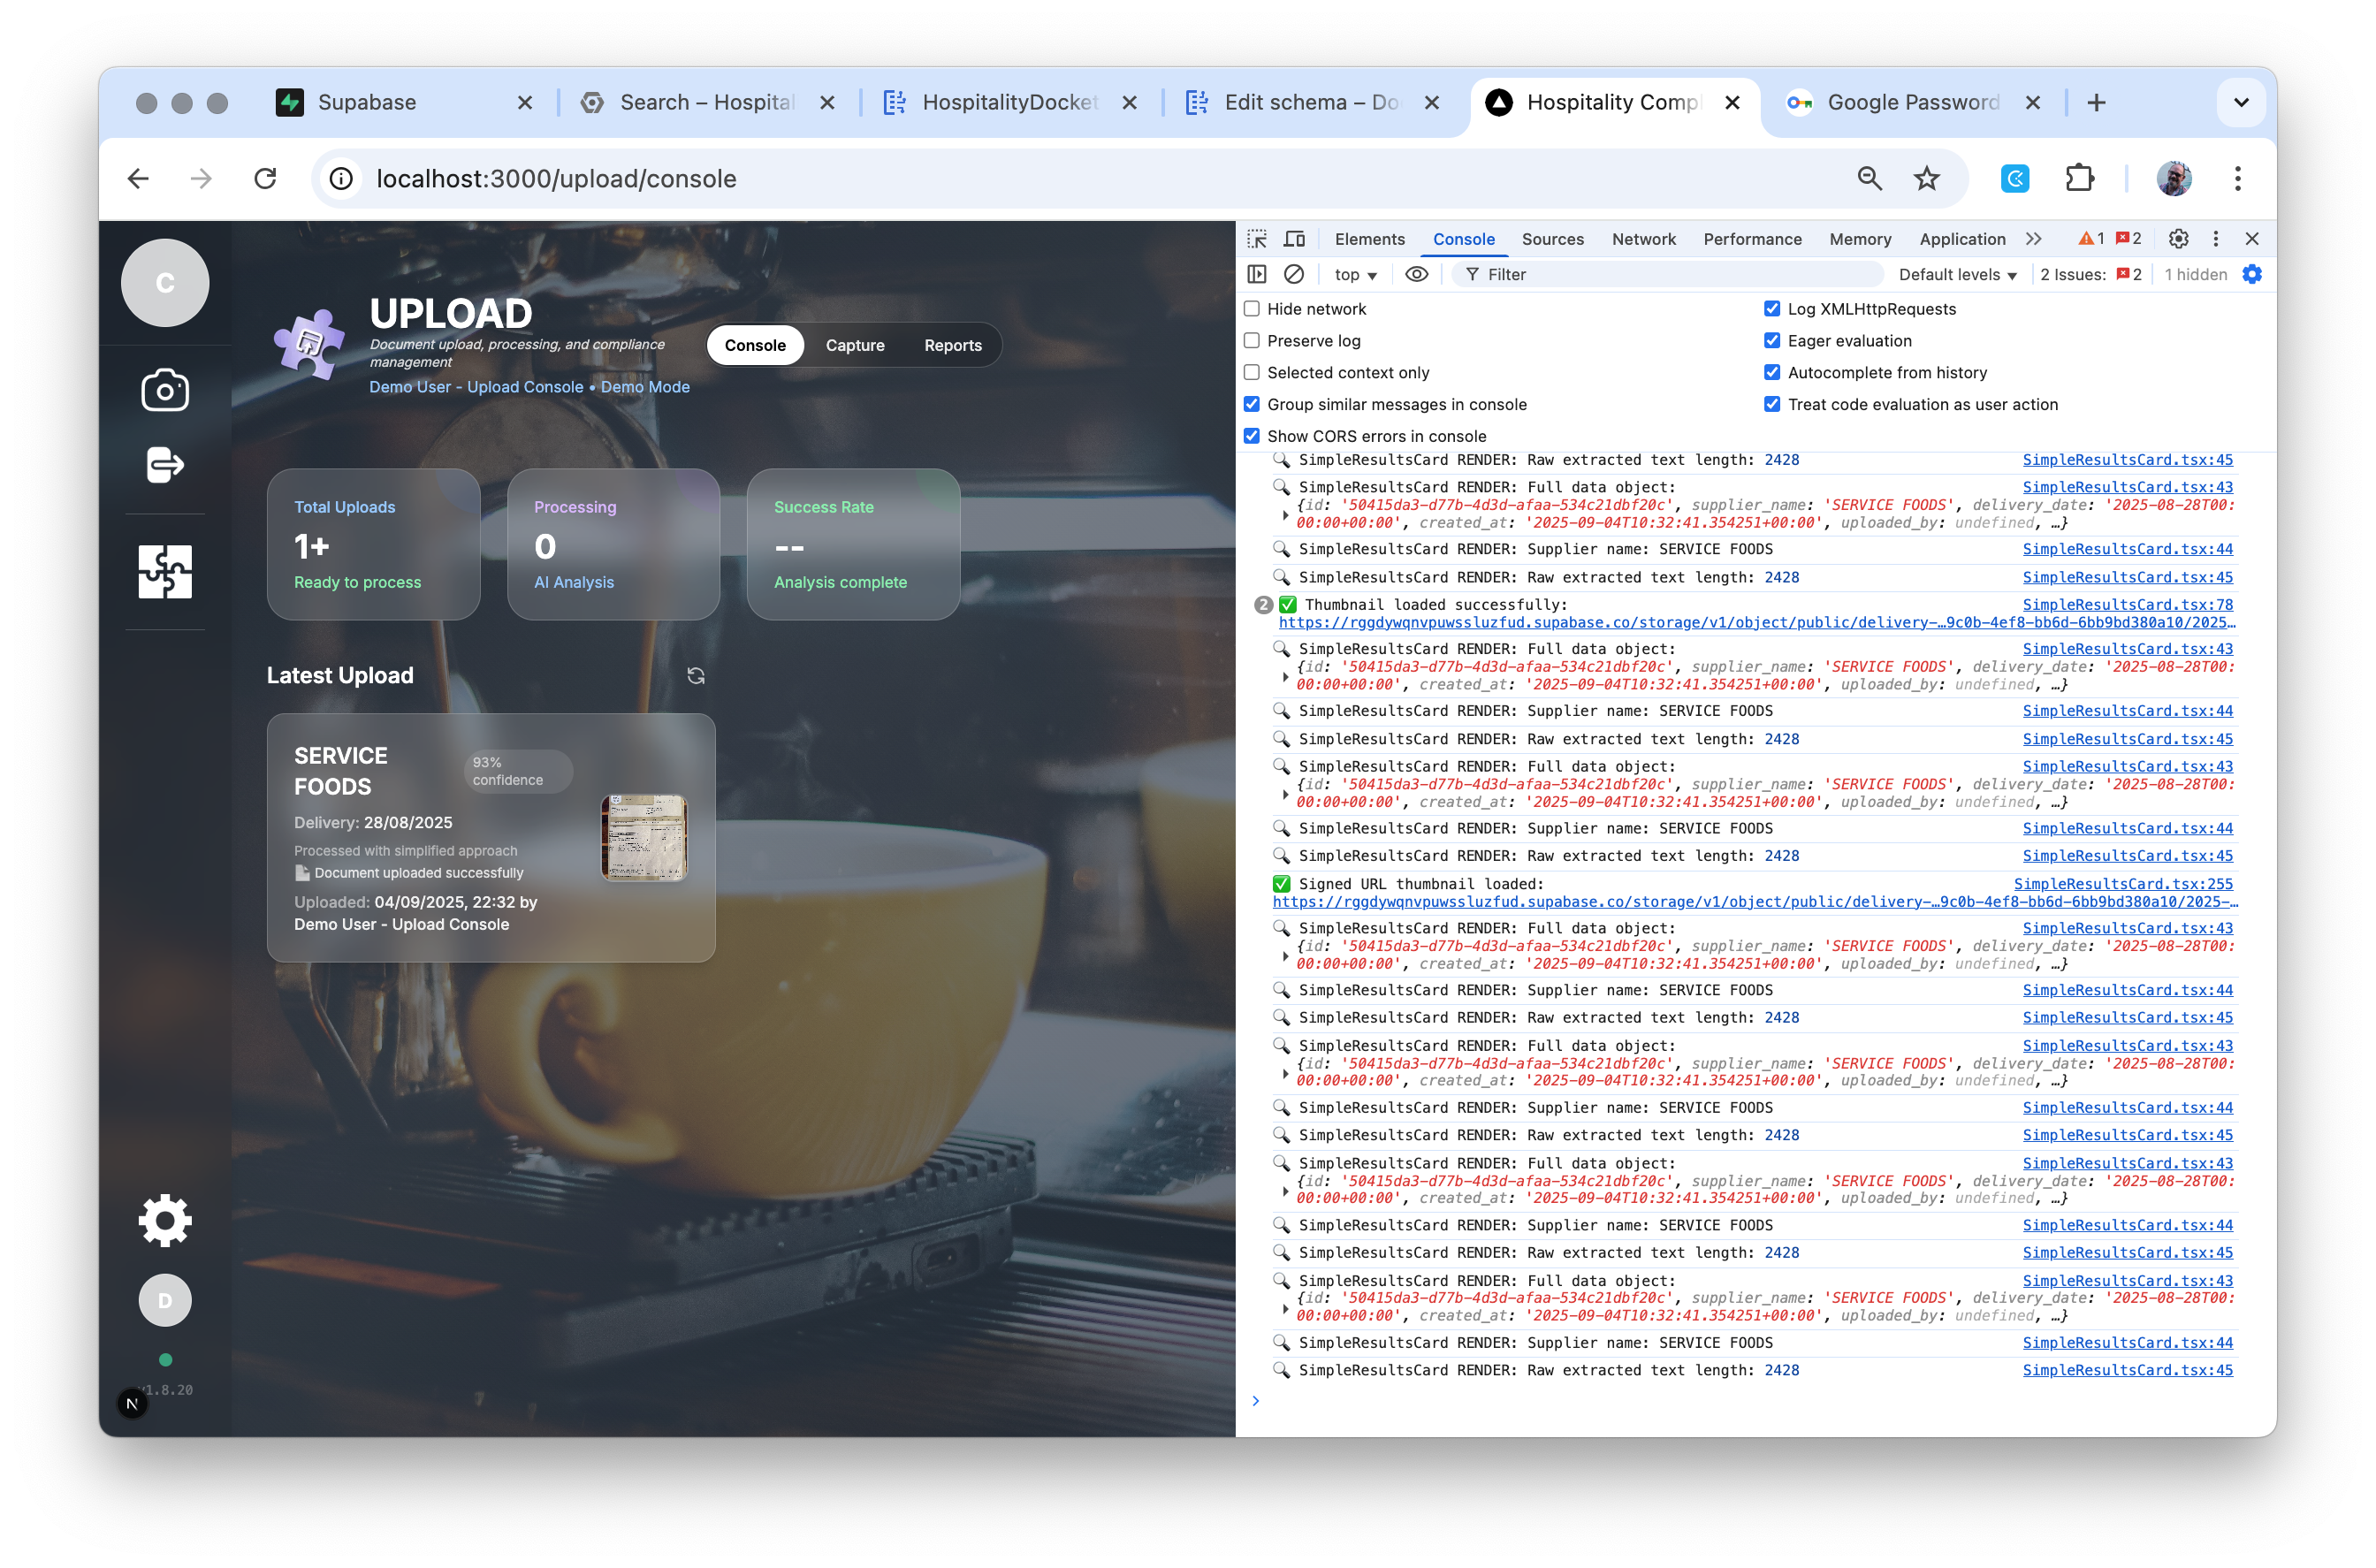 Supabase
Search – Hospital
HospitalityDocket
Edit schema – Do
Hospitality Compl
Google Password
localhost:3000/upload/console
C
UPLOAD
Document upload, processing, and compliance
management
Demo User - Upload Console • Demo Mode
Console
Capture
Reports
Total Uploads
1+
Ready to process
Processing
0
AI Analysis
Success Rate
--
Analysis complete
Latest Upload
SERVICE
FOODS
93%
confidence
Delivery: 28/08/2025
Processed with simplified approach
Document uploaded successfully
Uploaded: 04/09/2025, 22:32 by
Demo User - Upload Console
D
v1.8.20
N
Elements
Console
Sources
Network
Performance
Memory
Application
1
2
top
Filter
Default levels
2 Issues:
2
1 hidden
Hide network
Log XMLHttpRequests
Preserve log
Eager evaluation
Selected context only
Autocomplete from history
Group similar messages in console
Treat code evaluation as user action
Show CORS errors in console
SimpleResultsCard RENDER: Raw extracted text length: 2428 SimpleResultsCard.tsx:45
SimpleResultsCard RENDER: Full data object: SimpleResultsCard.tsx:43
{id: '50415da3-d77b-4d3d-afaa-534c21dbf20c', supplier_name: 'SERVICE FOODS', delivery_date: '2025-08-28T00:
00:00+00:00', created_at: '2025-09-04T10:32:41.354251+00:00', uploaded_by: undefined, …}
SimpleResultsCard RENDER: Supplier name: SERVICE FOODS SimpleResultsCard.tsx:44
SimpleResultsCard RENDER: Raw extracted text length: 2428 SimpleResultsCard.tsx:45
2 ✅ Thumbnail loaded successfully: SimpleResultsCard.tsx:78
https://rggdywqnvpuwssluzfud.supabase.co/storage/v1/object/public/delivery-…9c0b-4ef8-bb6d-6bb9bd380a10/2025…
SimpleResultsCard RENDER: Full data object: SimpleResultsCard.tsx:43
{id: '50415da3-d77b-4d3d-afaa-534c21dbf20c', supplier_name: 'SERVICE FOODS', delivery_date: '2025-08-28T00:
00:00+00:00', created_at: '2025-09-04T10:32:41.354251+00:00', uploaded_by: undefined, …}
SimpleResultsCard RENDER: Supplier name: SERVICE FOODS SimpleResultsCard.tsx:44
SimpleResultsCard RENDER: Raw extracted text length: 2428 SimpleResultsCard.tsx:45
SimpleResultsCard RENDER: Full data object: SimpleResultsCard.tsx:43
{id: '50415da3-d77b-4d3d-afaa-534c21dbf20c', supplier_name: 'SERVICE FOODS', delivery_date: '2025-08-28T00:
00:00+00:00', created_at: '2025-09-04T10:32:41.354251+00:00', uploaded_by: undefined, …}
SimpleResultsCard RENDER: Supplier name: SERVICE FOODS SimpleResultsCard.tsx:44
SimpleResultsCard RENDER: Raw extracted text length: 2428 SimpleResultsCard.tsx:45
✅ Signed URL thumbnail loaded: SimpleResultsCard.tsx:255
https://rggdywqnvpuwssluzfud.supabase.co/storage/v1/object/public/delivery-…9c0b-4ef8-bb6d-6bb9bd380a10/2025-…
SimpleResultsCard RENDER: Full data object: SimpleResultsCard.tsx:43
{id: '50415da3-d77b-4d3d-afaa-534c21dbf20c', supplier_name: 'SERVICE FOODS', delivery_date: '2025-08-28T00:
00:00+00:00', created_at: '2025-09-04T10:32:41.354251+00:00', uploaded_by: undefined, …}
SimpleResultsCard RENDER: Supplier name: SERVICE FOODS SimpleResultsCard.tsx:44
SimpleResultsCard RENDER: Raw extracted text length: 2428 SimpleResultsCard.tsx:45
SimpleResultsCard RENDER: Full data object: SimpleResultsCard.tsx:43
{id: '50415da3-d77b-4d3d-afaa-534c21dbf20c', supplier_name: 'SERVICE FOODS', delivery_date: '2025-08-28T00:
00:00+00:00', created_at: '2025-09-04T10:32:41.354251+00:00', uploaded_by: undefined, …}
SimpleResultsCard RENDER: Supplier name: SERVICE FOODS SimpleResultsCard.tsx:44
SimpleResultsCard RENDER: Raw extracted text length: 2428 SimpleResultsCard.tsx:45
SimpleResultsCard RENDER: Full data object: SimpleResultsCard.tsx:43
{id: '50415da3-d77b-4d3d-afaa-534c21dbf20c', supplier_name: 'SERVICE FOODS', delivery_date: '2025-08-28T00:
00:00+00:00', created_at: '2025-09-04T10:32:41.354251+00:00', uploaded_by: undefined, …}
SimpleResultsCard RENDER: Supplier name: SERVICE FOODS SimpleResultsCard.tsx:44
SimpleResultsCard RENDER: Raw extracted text length: 2428 SimpleResultsCard.tsx:45
SimpleResultsCard RENDER: Full data object: SimpleResultsCard.tsx:43
{id: '50415da3-d77b-4d3d-afaa-534c21dbf20c', supplier_name: 'SERVICE FOODS', delivery_date: '2025-08-28T00:
00:00+00:00', created_at: '2025-09-04T10:32:41.354251+00:00', uploaded_by: undefined, …}
SimpleResultsCard RENDER: Supplier name: SERVICE FOODS SimpleResultsCard.tsx:44
SimpleResultsCard RENDER: Raw extracted text length: 2428 SimpleResultsCard.tsx:45